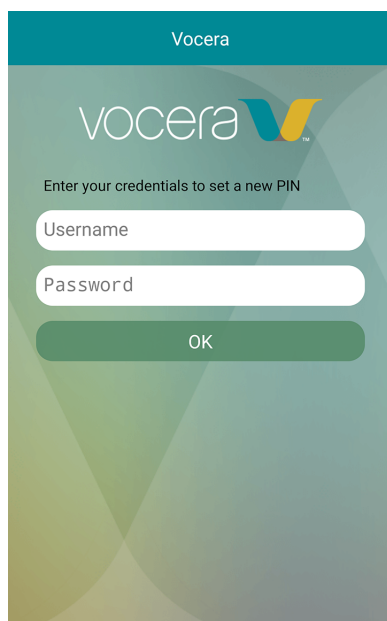 Vocera
vocera
TM
Enter your credentials to set a new PIN
Username
Password
OK